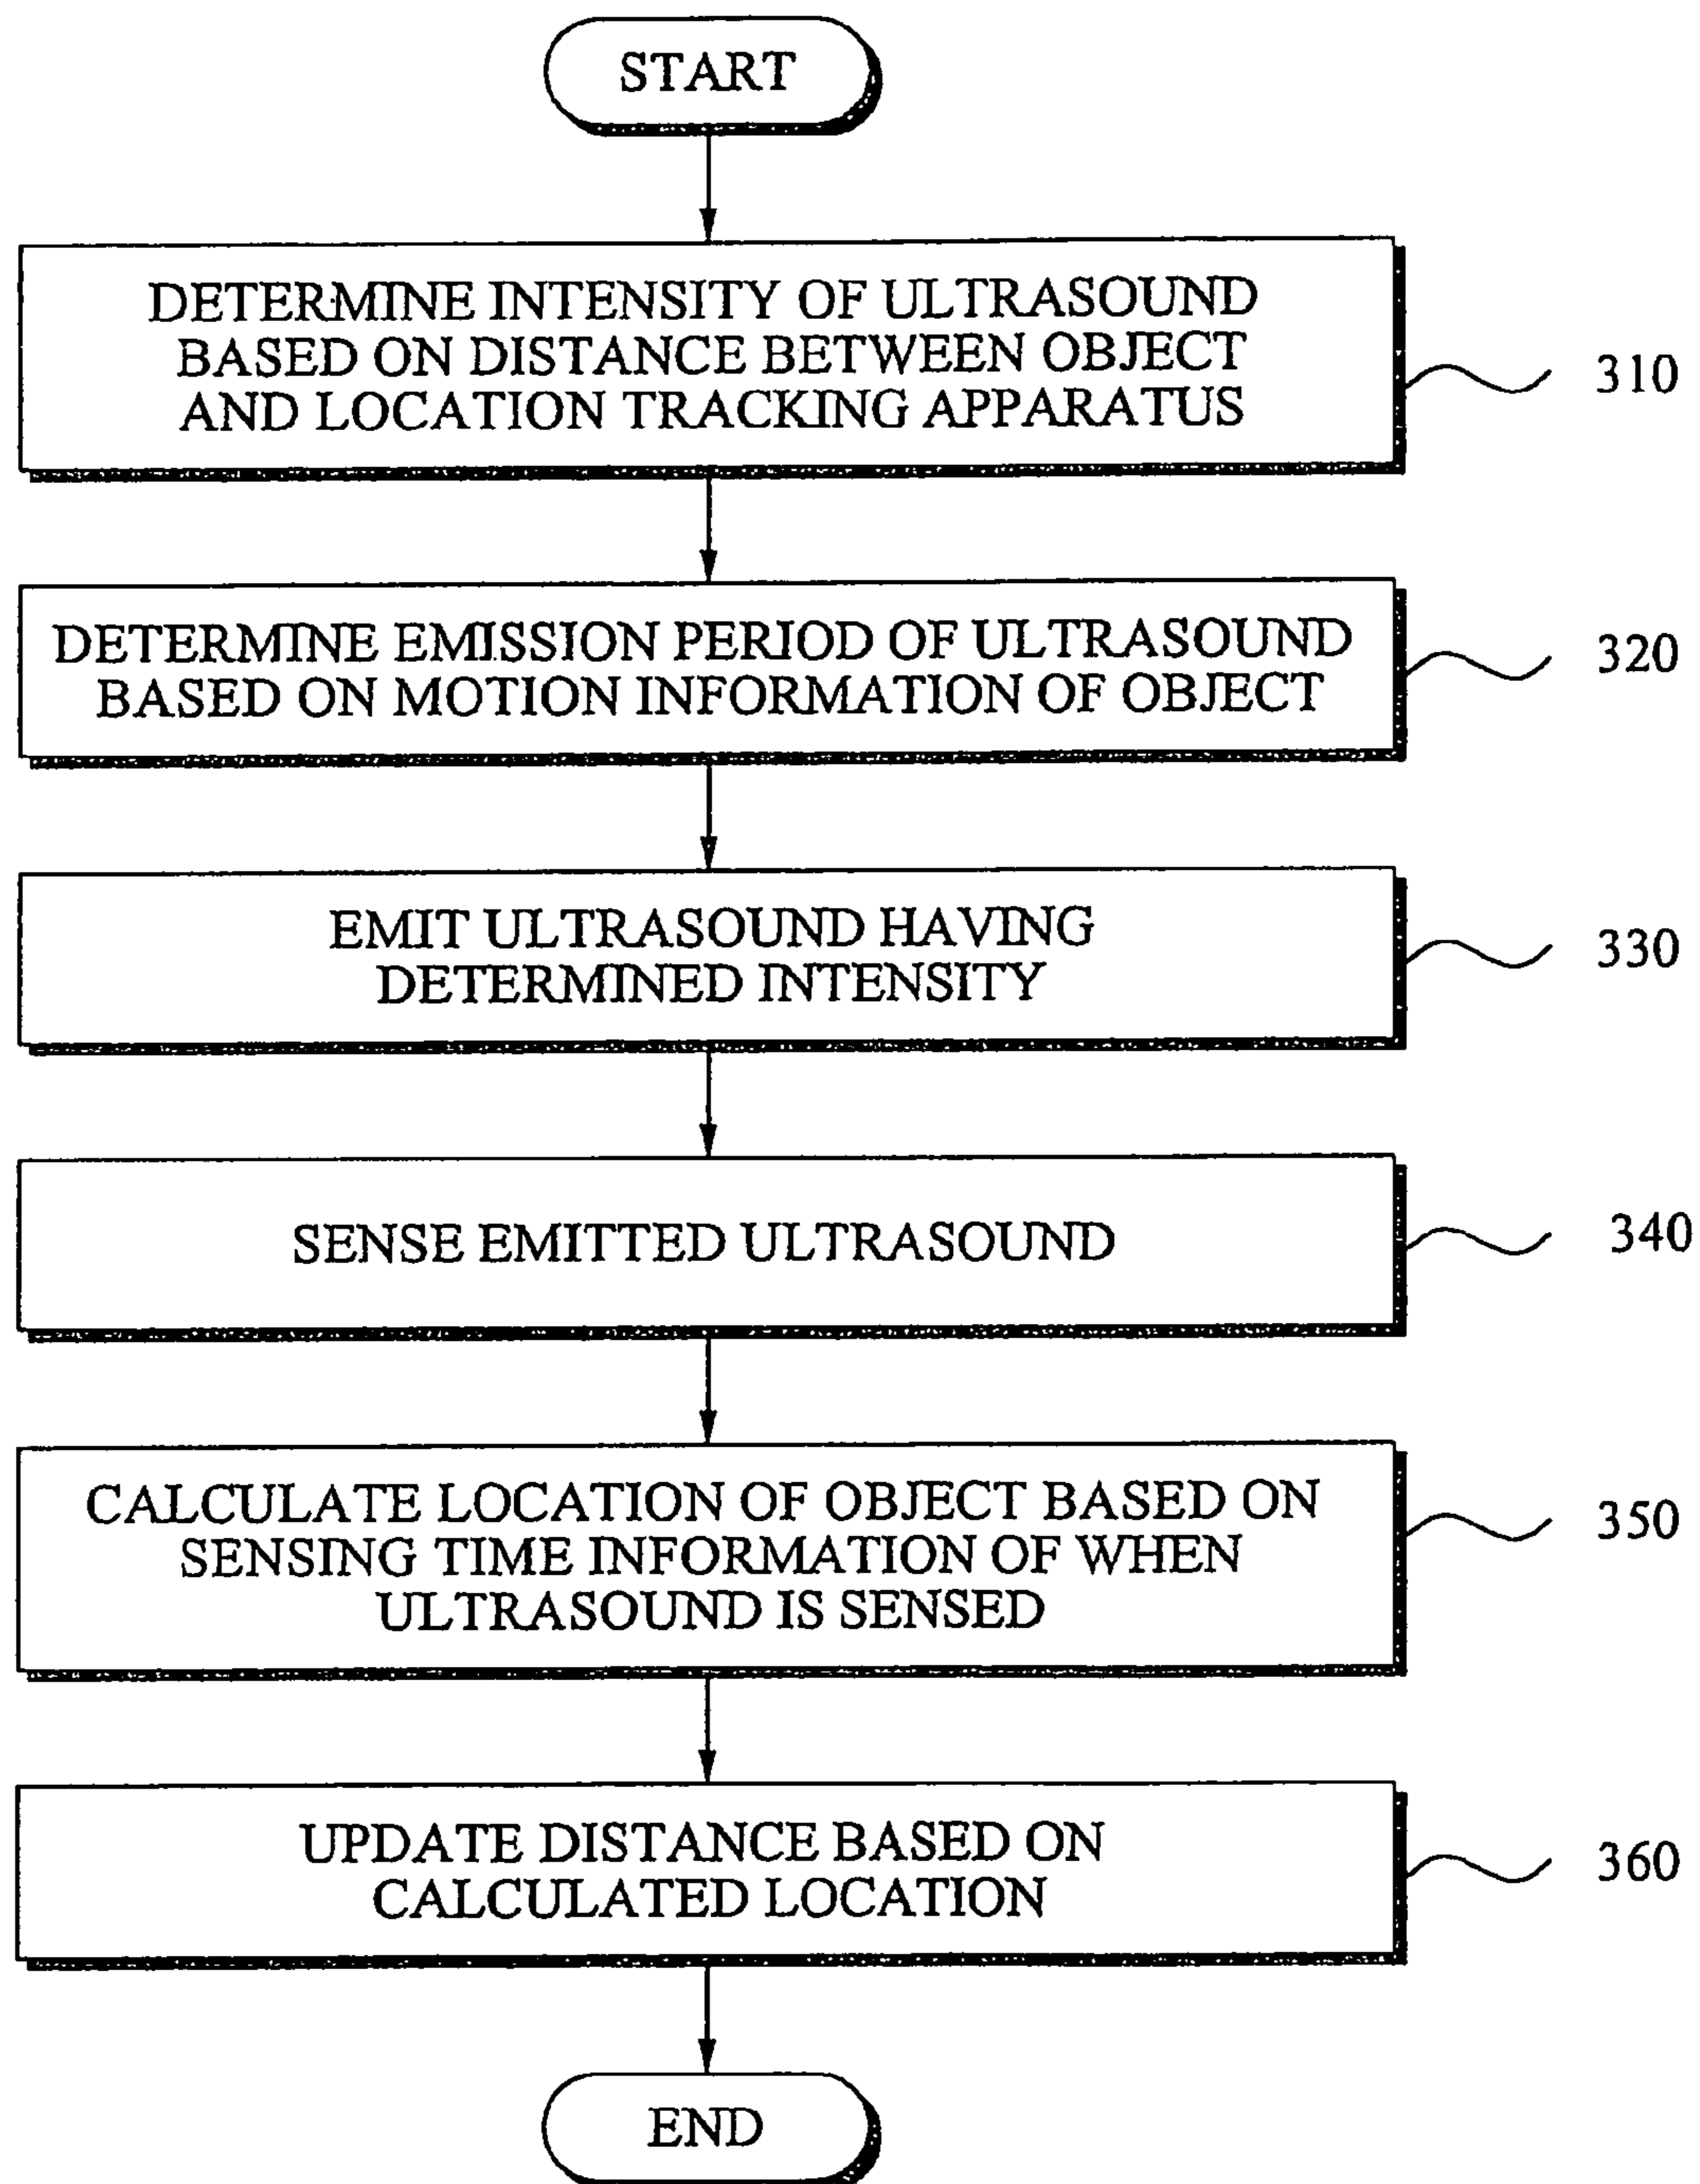 START
DETERMINE INTENSITY OF ULTRASOUND
BASED ON DISTANCE BETWEEN OBJECT
AND LOCATION TRACKING APPARATUS
310
DETERMINE EMISSION PERIOD OF ULTRASOUND
BASED ON MOTION INFORMATION OF OBJECT
320
EMIT ULTRASOUND HAVING
DETERMINED INTENSITY
330
SENSE EMITTED ULTRASOUND
340
CALCULATE LOCATION OF OBJECT BASED ON
SENSING TIME INFORMATION OF WHEN
ULTRASOUND IS SENSED
350
UPDATE DISTANCE BASED ON
CALCULATED LOCATION
360
END